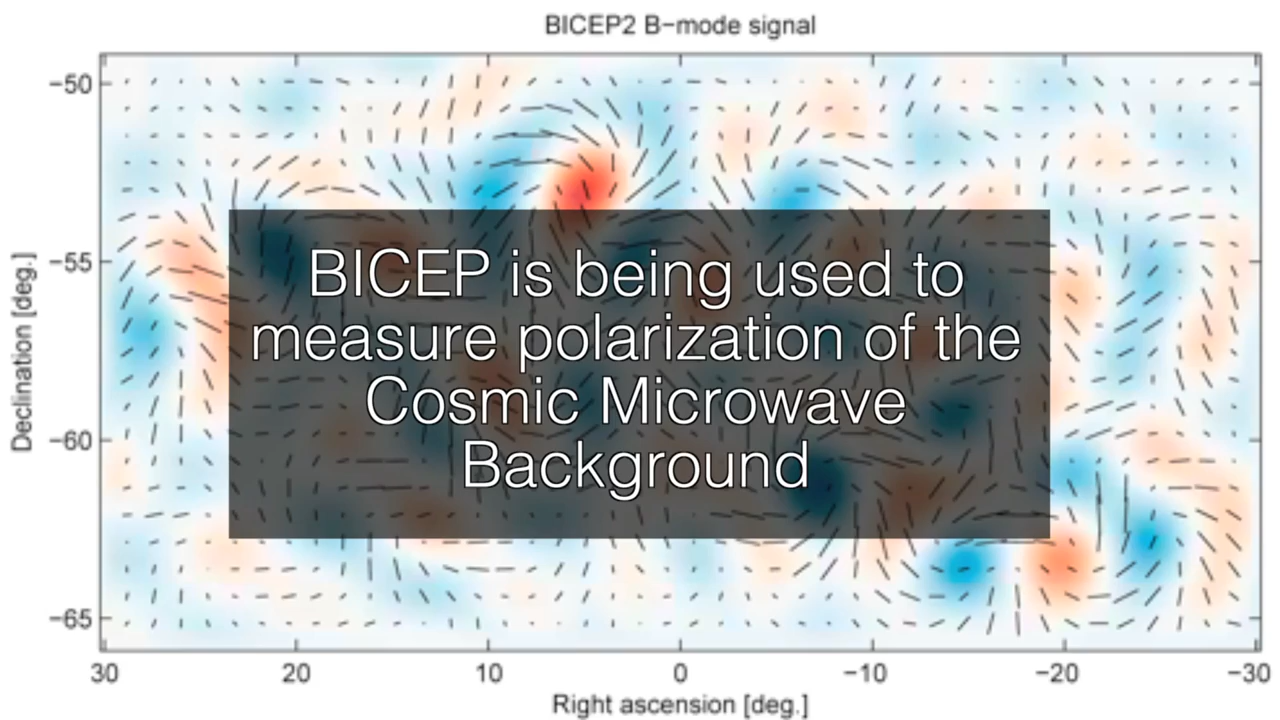 BICEP2 B−mode signal
−50
−55
−60
−65
Declination [deg.]
BICEP is being used to
measure polarization of the
Cosmic Microwave
Background
30 20 10 0 −10 −20 −30
Right ascension [deg.]